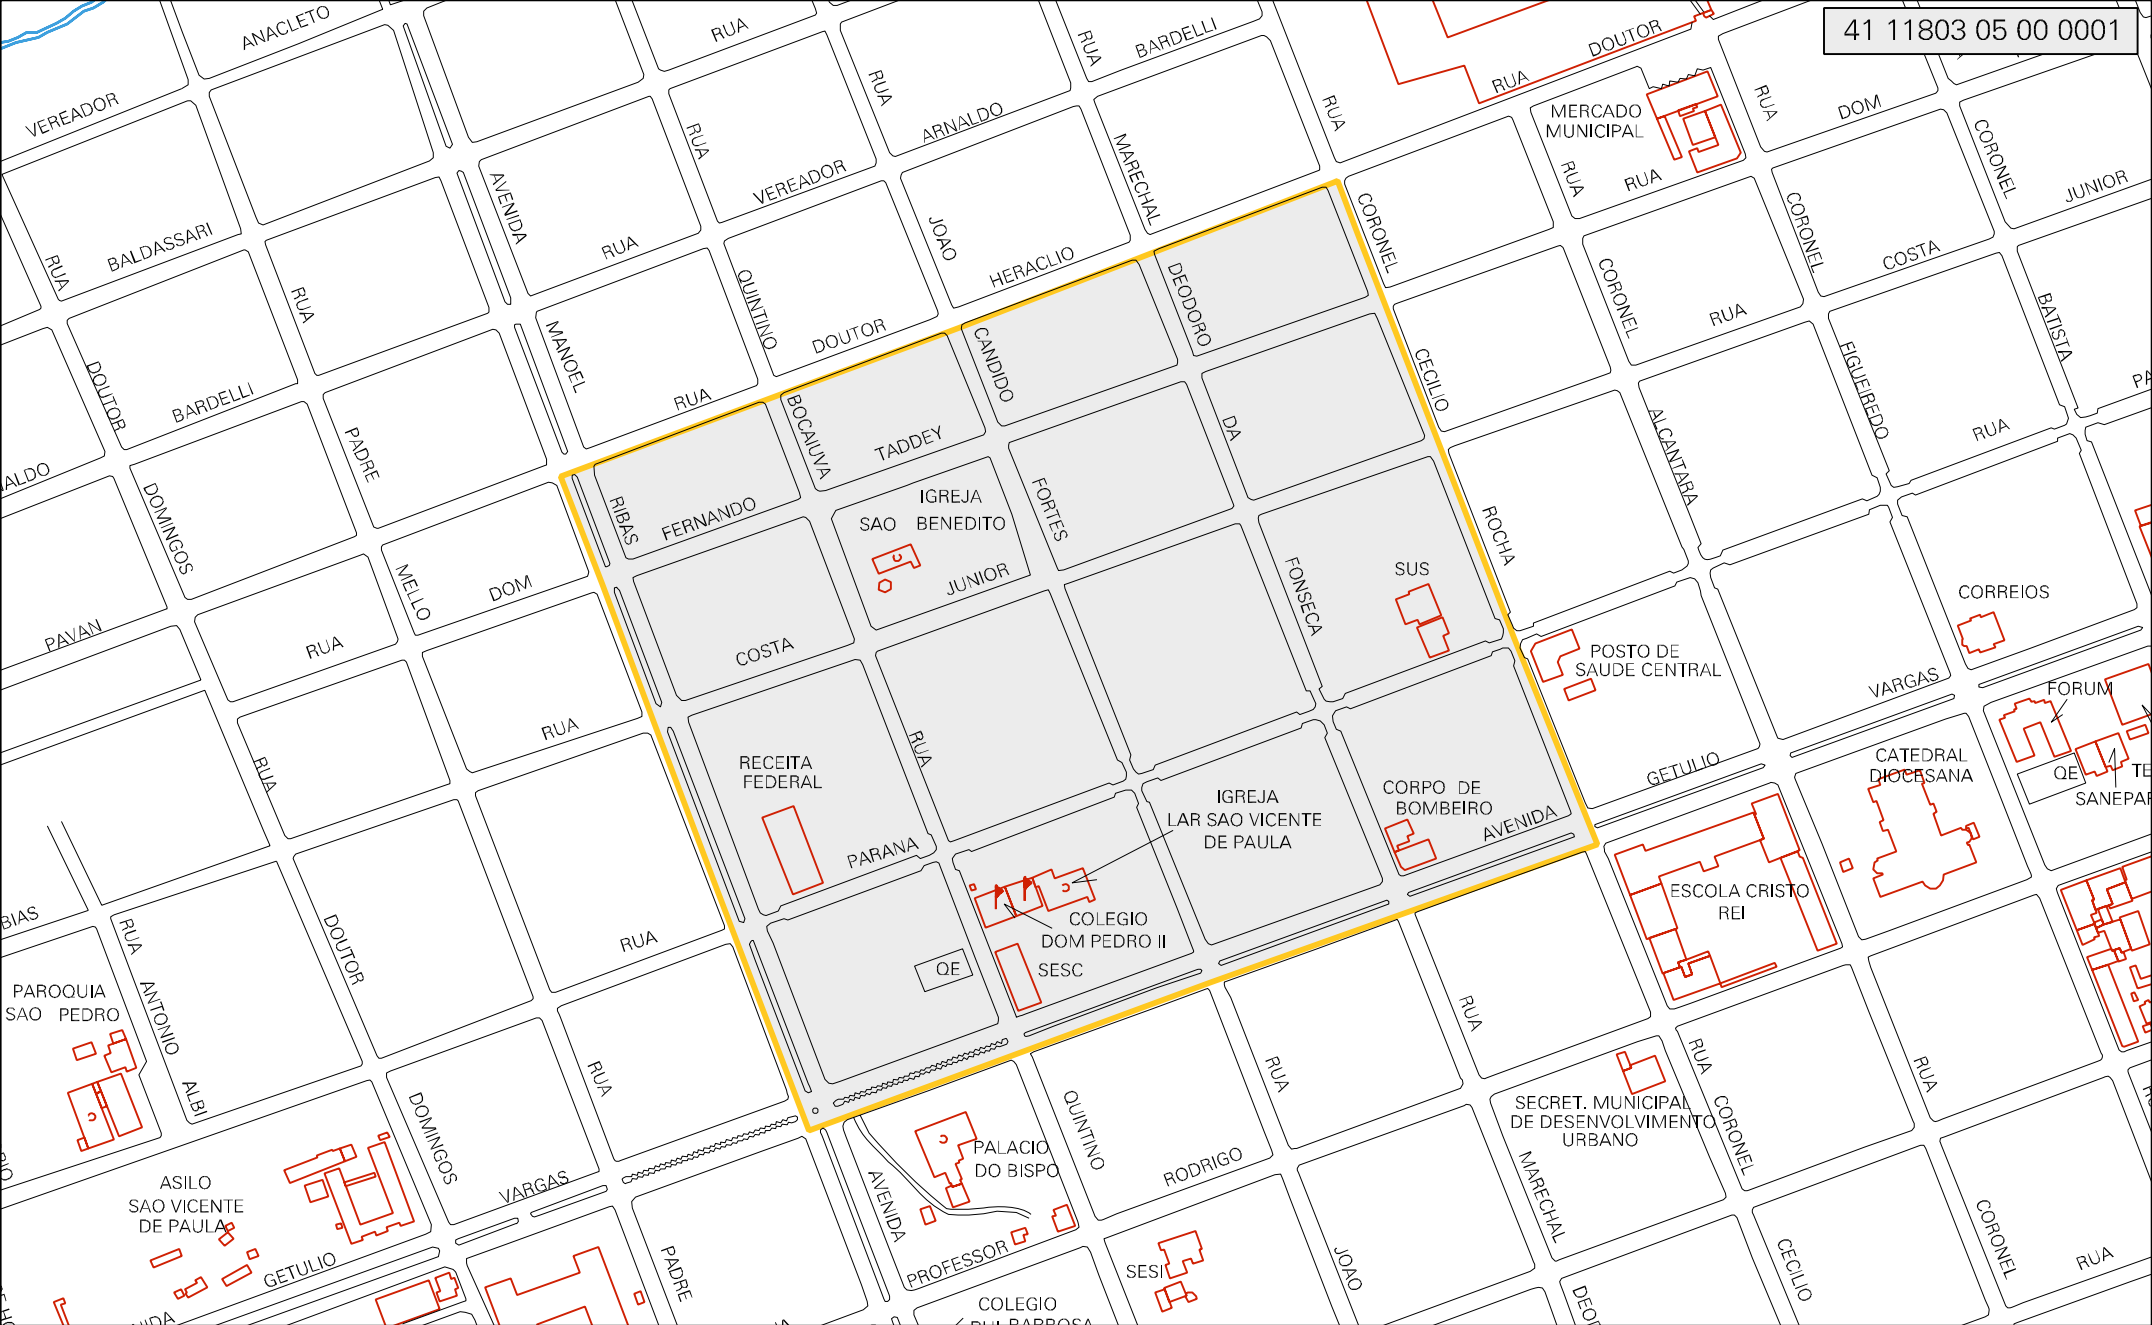 41 11803 05 00 0001
ANACLETO
RUA
RUA
BARDELLI
DOUTOR
RUA
VEREADOR
RUA
RUA
ARNALDO
RUA
MERCADO
MUNICIPAL
RUA
DOM
CORONEL
RUA
VEREADOR
MARECHAL
RUA
RUA
JUNIOR
AVENIDA
BALDASSARI
RUA
RUA
JOAO
HERACLIO
CORONEL
CORONEL
COSTA
RUA
QUINTINO
DOUTOR
DEODORO
CORONEL
RUA
BATISTA
MANOEL
DOUTOR
BARDELLI
RUA
CANDIDO
CECILIO
FIGUEIREDO
PADRE
BOCAIUVA
TADDEY
DA
ALCANTARA
RUA
DOMINGOS
RIBAS
FERNANDO
IGREJA
SAO BENEDITO
FORTES
ROCHA
MELLO
DOM
JUNIOR
FONSECA
SUS
CORREIOS
PAVAN
RUA
COSTA
POSTO DE
SAUDE CENTRAL
VARGAS
FORUM
RUA
RUA
RUA
RECEITA
FEDERAL
GETULIO
CATEDRAL
DIOCESANA
QE
SANEPAR
IGREJA
LAR SAO VICENTE
DE PAULA
CORPO DE
BOMBEIRO
AVENIDA
PARANA
ESCOLA CRISTO
REI
COLEGIO
DOM PEDRO II
SESC
QE
RUA
DOUTOR
RUA
ANTONIO
ALBI
PAROQUIA
SAO PEDRO
RUA
RUA
RUA
RUA
RUA
DOMINGOS
QUINTINO
SECRET. MUNICIPAL
DE DESENVOLVIMENTO
URBANO
CORONEL
PALACIO
DO BISPO
RODRIGO
MARECHAL
ASILO
SAO VICENTE
DE PAULA
VARGAS
AVENIDA
GETULIO
PADRE
PROFESSOR
SESI
JOAO
CECILIO
CORONEL
RUA
COLEGIO